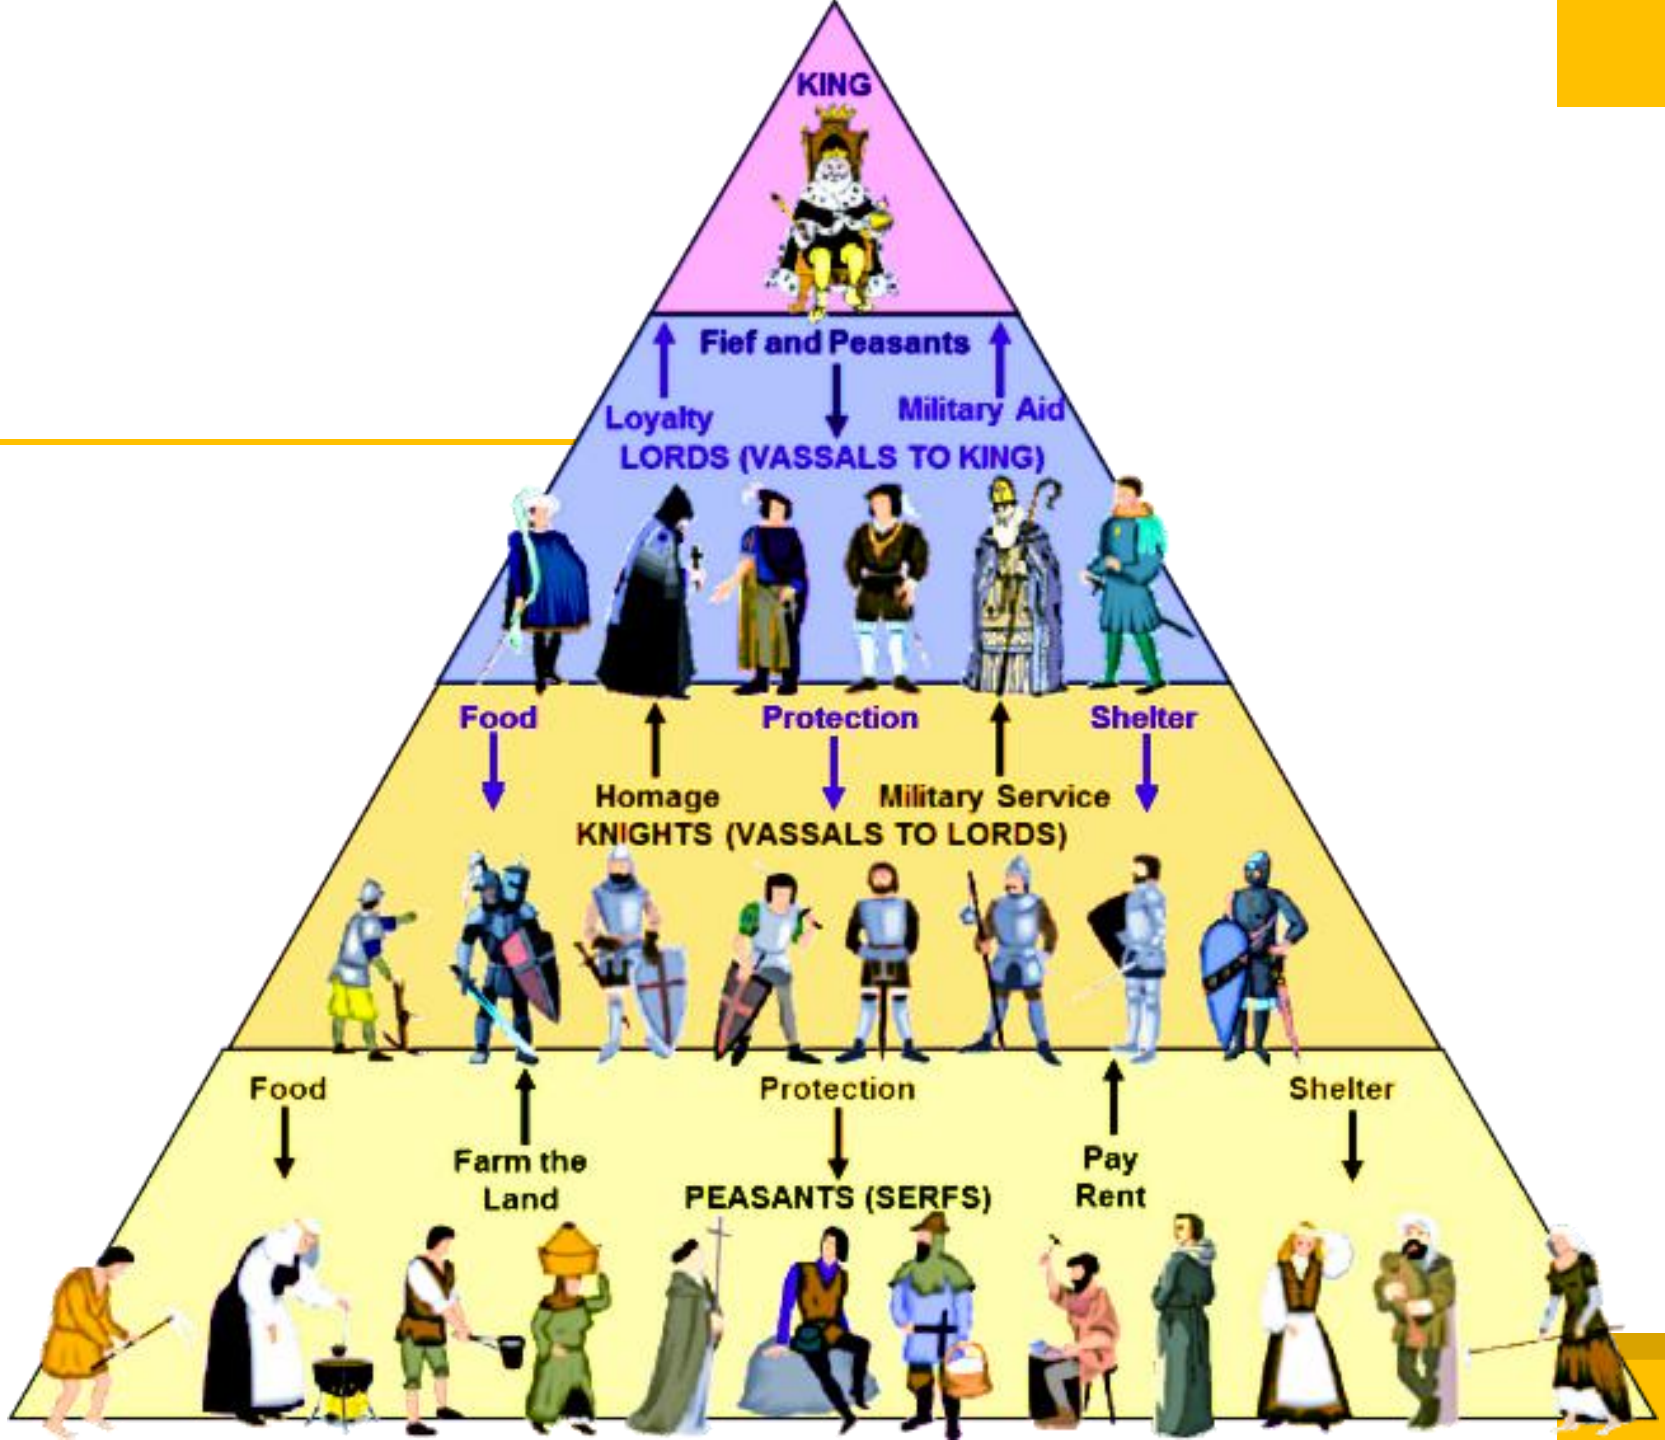 KING
Fief and Peasants
Loyalty
Military Aid
LORDS (VASSALS TO KING)
Food
Protection
Shelter
Homage
Military Service
KNIGHTS (VASSALS TO LORDS)
Food
Protection
Shelter
Farm the
Land
Pay
Rent
PEASANTS (SERFS)